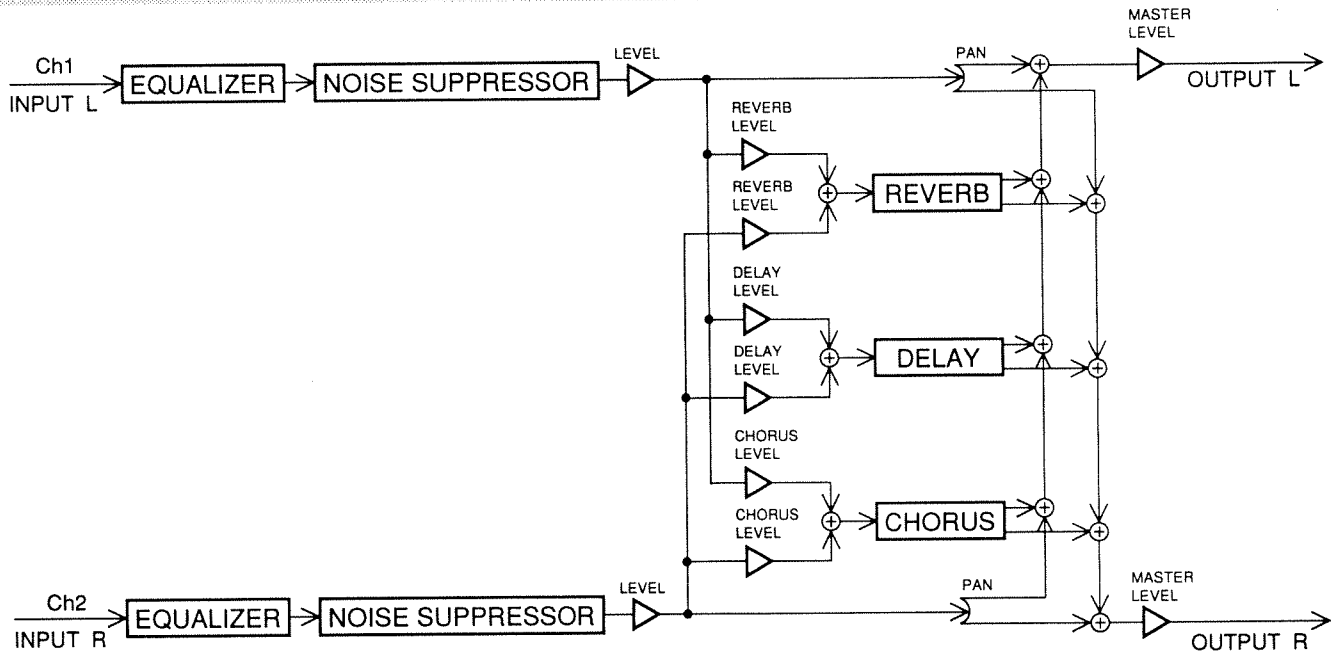 MASTER
LEVEL
Ch1
INPUT L
EQUALIZER
NOISE SUPPRESSOR
LEVEL
PAN
OUTPUT L
REVERB
LEVEL
REVERB
LEVEL
REVERB
DELAY
LEVEL
DELAY
LEVEL
DELAY
CHORUS
LEVEL
CHORUS
LEVEL
CHORUS
Ch2
INPUT R
EQUALIZER
NOISE SUPPRESSOR
LEVEL
PAN
MASTER
LEVEL
OUTPUT R